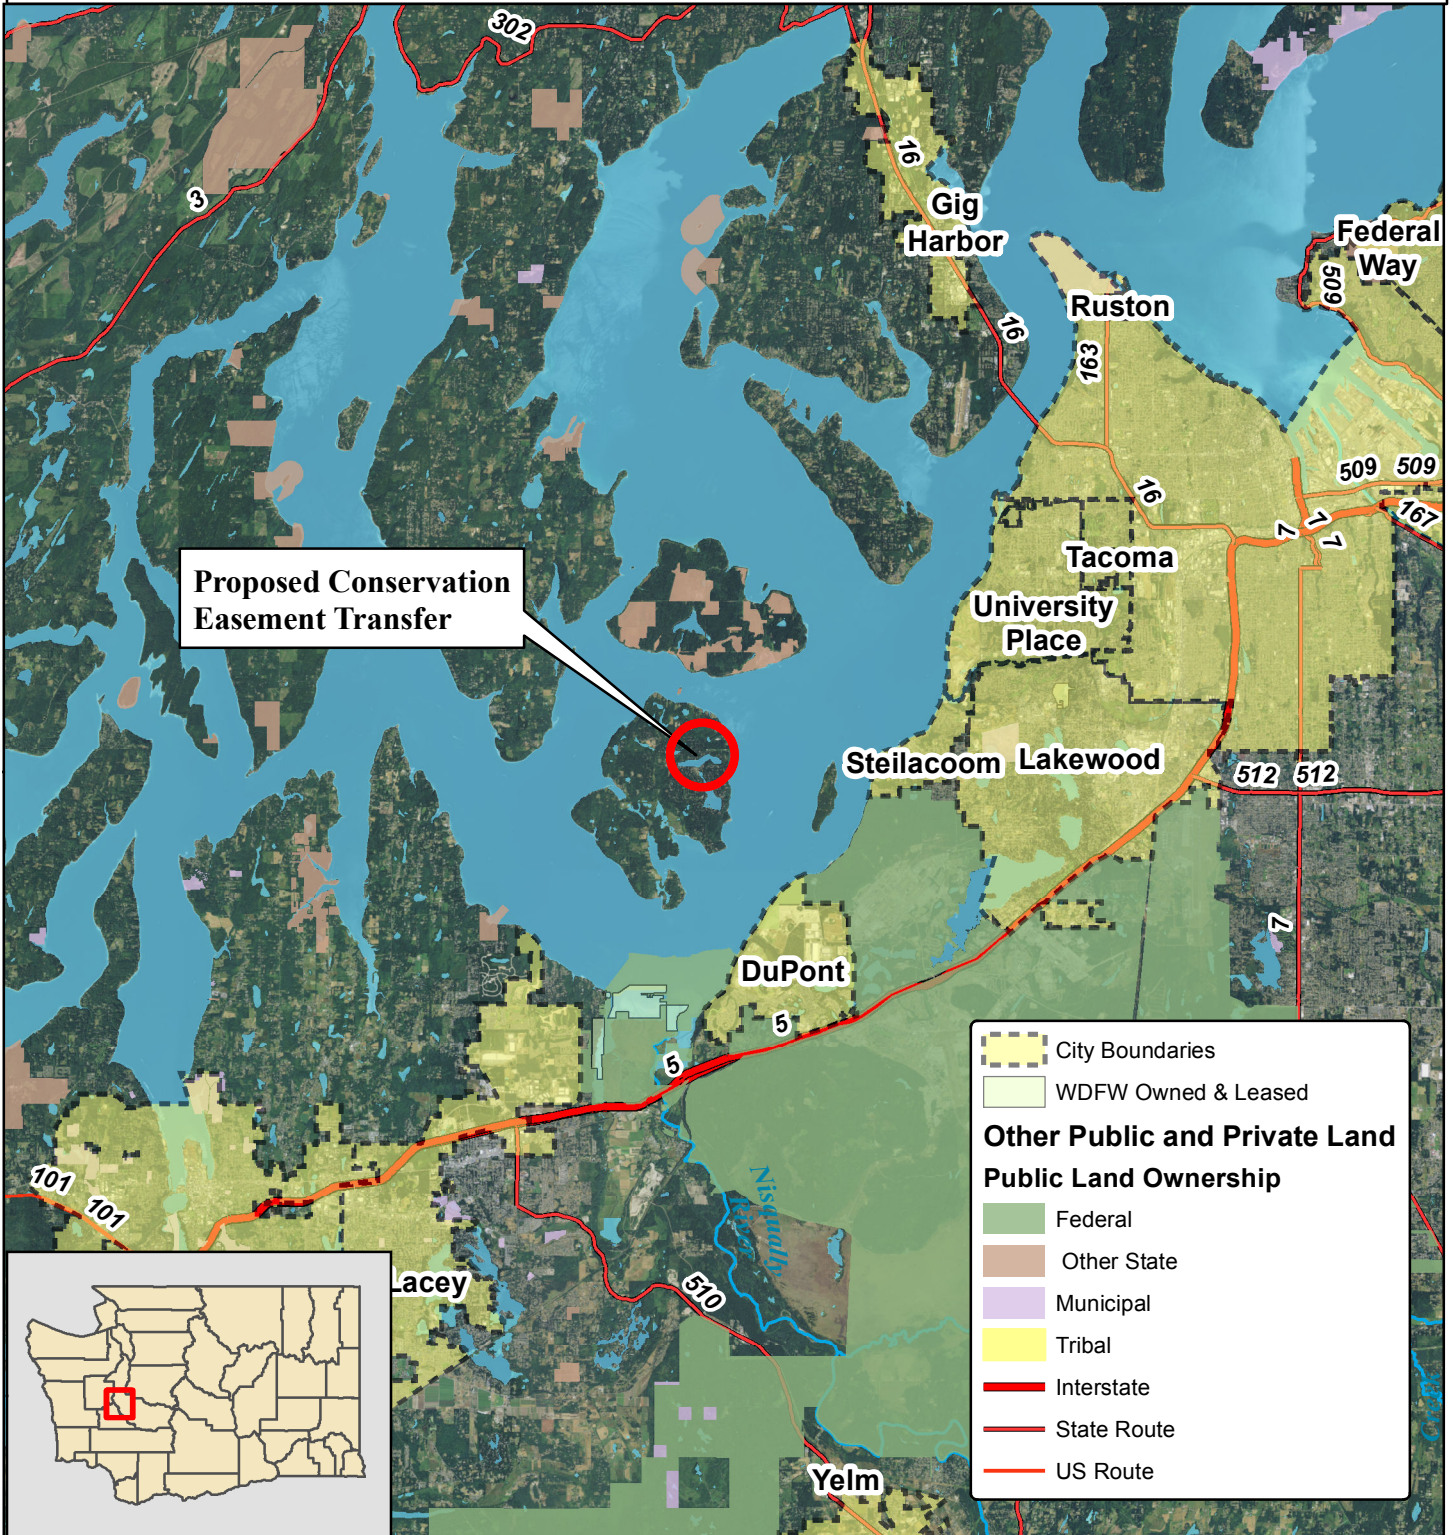 302
3
16
Gig
Harbor
Federal
Way
509
16
Ruston
163
509
509
16
167
7
7
7
Tacoma
Proposed Conservation
Easement Transfer
University
Place
Steilacoom
Lakewood
512
512
7
DuPont
5
5
101
101
Nisqually
River
510
Lacey
Yelm
Creek
City Boundaries
WDFW Owned & Leased
Other Public and Private Land
Public Land Ownership
Federal
Other State
Municipal
Tribal
Interstate
State Route
US Route